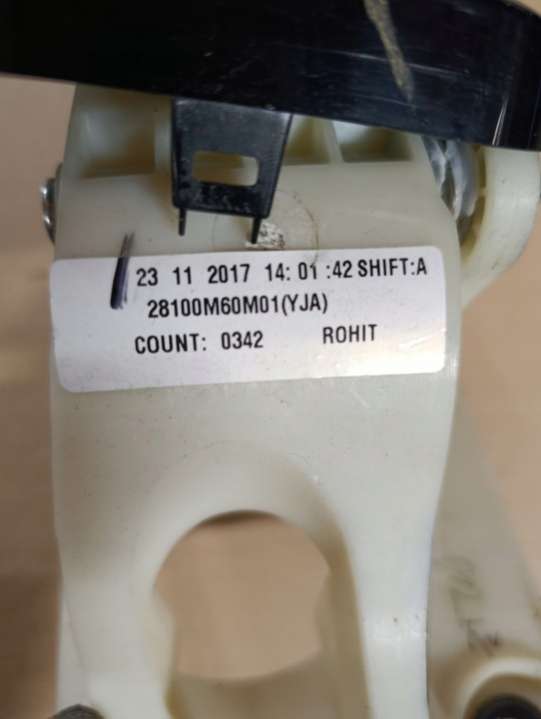 23 11 2017 14: 01 :42 SHIFT:A
28100M60M01(YJA)
COUNT: 0342 ROHIT